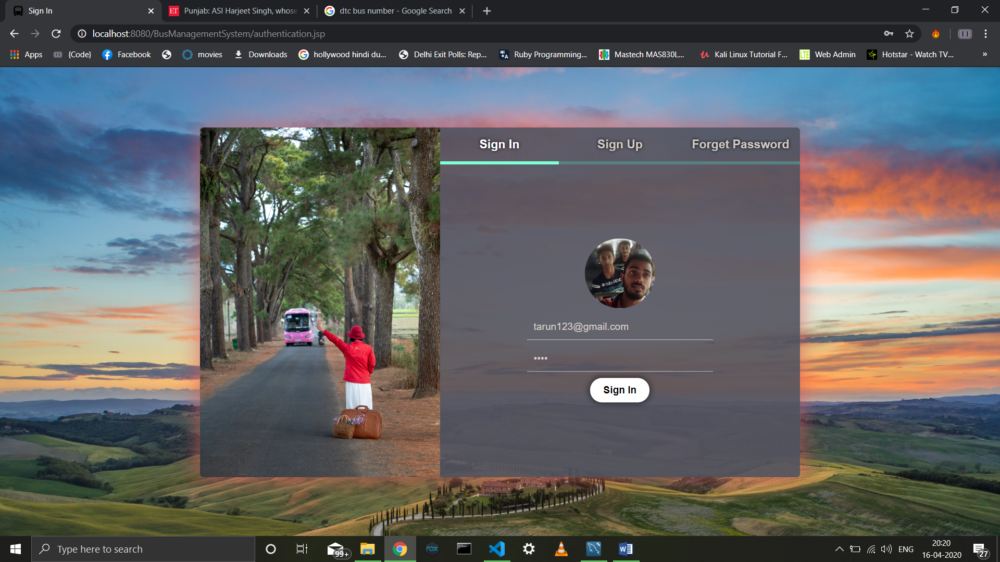 Sign In
ET Punjab: ASI Harjeet Singh, whose
dtc bus number - Google Search
localhost:8080/BusManagementSystem/authentication.jsp
Apps
{Code}
Facebook
movies
Downloads
hollywood hindi du...
Delhi Exit Polls: Rep...
Ruby Programming...
Mastech MAS830L...
Kali Linux Tutorial F...
LTE Web Admin
Hotstar - Watch TV...
»
Sign In
Sign Up
Forget Password
tarun123@gmail.com
••••
Sign In
Type here to search
99+
nox
ENG
20:20
16-04-2020
27